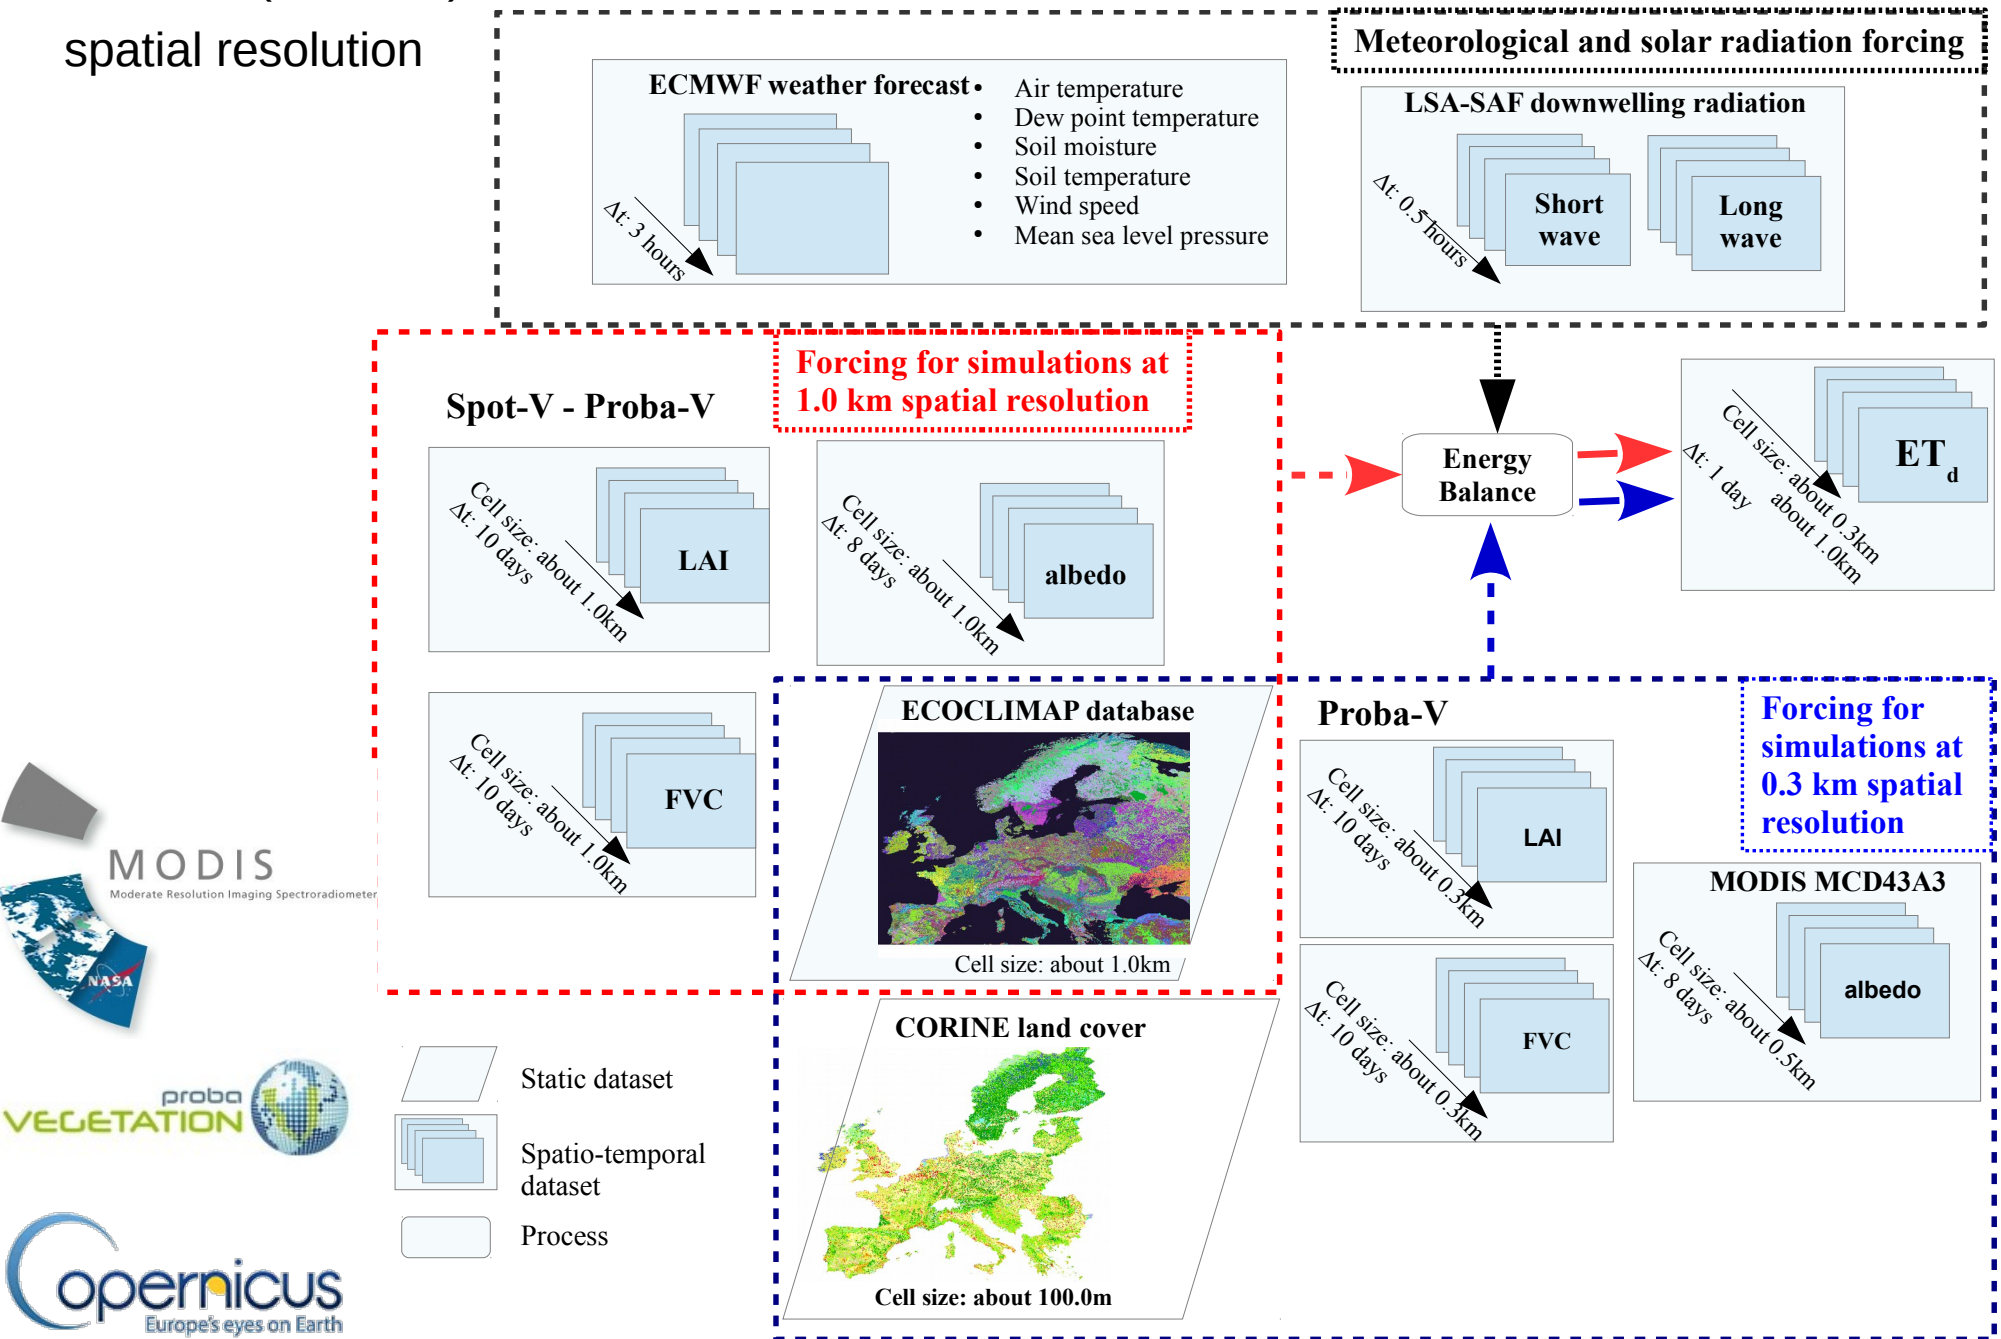 spatial resolution
Meteorological and solar radiation forcing
ECMWF weather forecast
• Air temperature
• Dew point temperature
• Soil moisture
• Soil temperature
• Wind speed
• Mean sea level pressure
Δt: 3 hours
LSA-SAF downwelling radiation
Δt: 0.5 hours
Short
wave
Long
wave
Forcing for simulations at
1.0 km spatial resolution
Spot-V - Proba-V
Cell size: about 1.0km
Δt: 10 days
LAI
Cell size: about 1.0km
Δt: 8 days
albedo
Energy
Balance
Cell size: about 0.3km
about 1.0km
Δt: 1 day
ETd
Cell size: about 1.0km
Δt: 10 days
FVC
ECOCLIMAP database
Cell size: about 1.0km
Proba-V
Forcing for
simulations at
0.3 km spatial
resolution
Cell size: about 0.3km
Δt: 10 days
LAI
MODIS MCD43A3
Cell size: about 0.5km
Δt: 8 days
albedo
Cell size: about 0.3km
Δt: 10 days
FVC
CORINE land cover
Cell size: about 100.0m
MODIS
Moderate Resolution Imaging Spectroradiometer
NASA
proba
VEGETATION
Copernicus
Europe's eyes on Earth
Static dataset
Spatio-temporal
dataset
Process